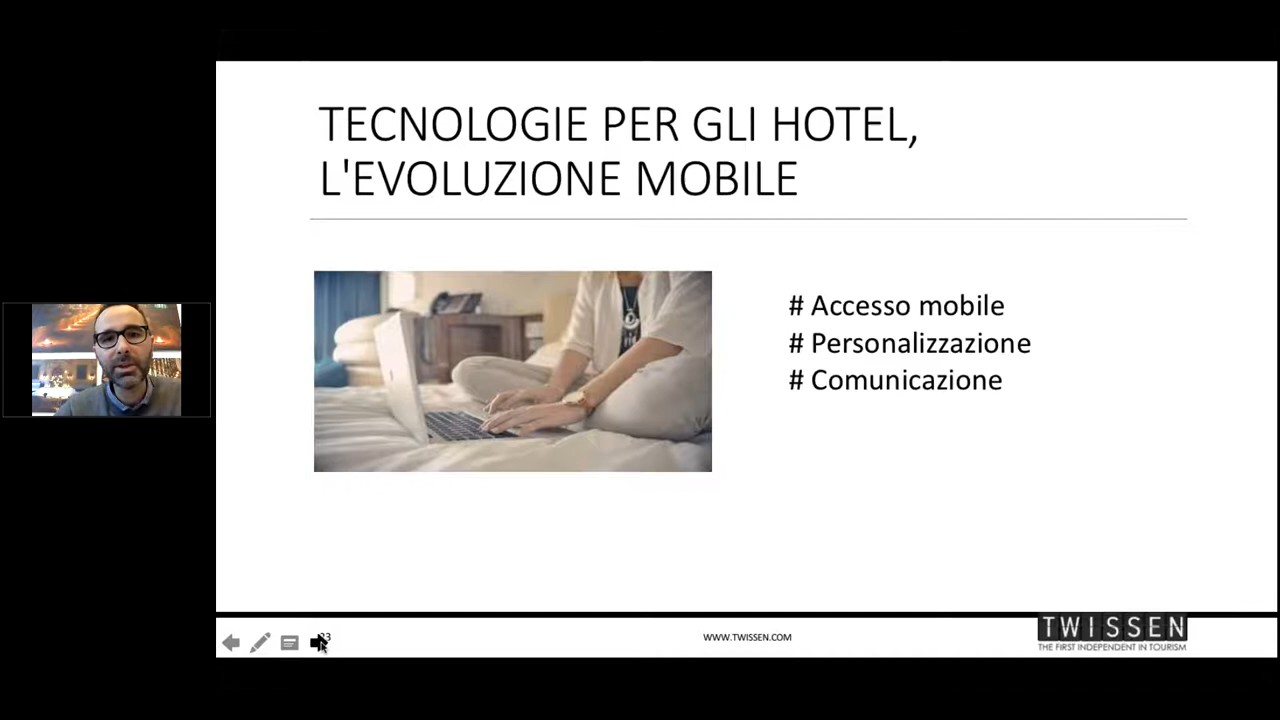 TECNOLOGIE PER GLI HOTEL,
L'EVOLUZIONE MOBILE
# Accesso mobile
# Personalizzazione
# Comunicazione
23
WWW.TWISSEN.COM
TWISSEN
THE FIRST INDEPENDENT IN TOURISM